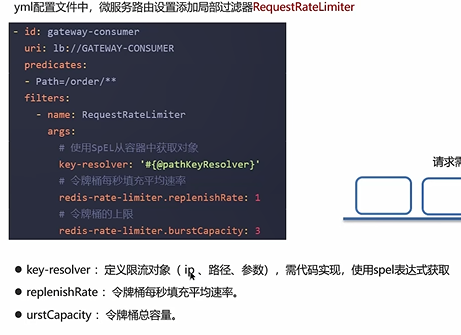 yml配置文件中，微服务路由设置添加局部过滤器RequestRateLimiter
- id: gateway-consumer
uri: lb://GATEWAY-CONSUMER
predicates:
- Path=/order/**
filters:
- name: RequestRateLimiter
args:
# 使用SpEL从容器中获取对象
key-resolver: '#{@pathKeyResolver}'
# 令牌桶每秒填充平均速率
redis-rate-limiter.replenishRate: 1
# 令牌桶的上限
redis-rate-limiter.burstCapacity: 3
请求需
● key-resolver： 定义限流对象（ ip 、路径、参数），需代码实现，使用spel表达式获取
● replenishRate： 令牌桶每秒填充平均速率。
● urstCapacity： 令牌桶总容量。